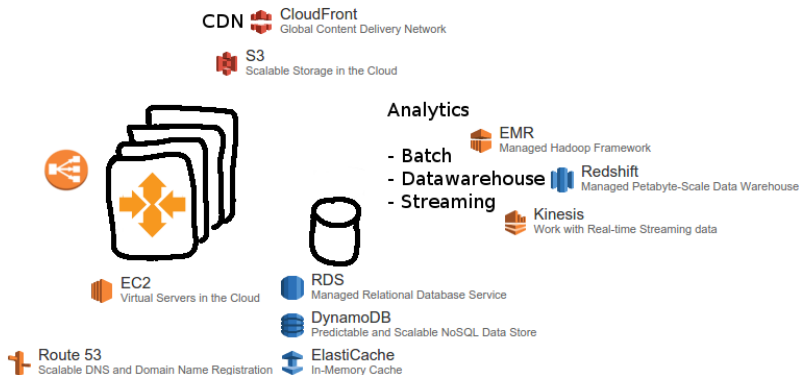 CDN CloudFront
Global Content Delivery Network
S3
Scalable Storage in the Cloud
Analytics
EMR
Managed Hadoop Framework
- Batch
- Datawarehouse
Redshift
Managed Petabyte-Scale Data Warehouse
- Streaming
Kinesis
Work with Real-time Streaming data
EC2
Virtual Servers in the Cloud
RDS
Managed Relational Database Service
DynamoDB
Predictable and Scalable NoSQL Data Store
Route 53
Scalable DNS and Domain Name Registration
ElastiCache
In-Memory Cache